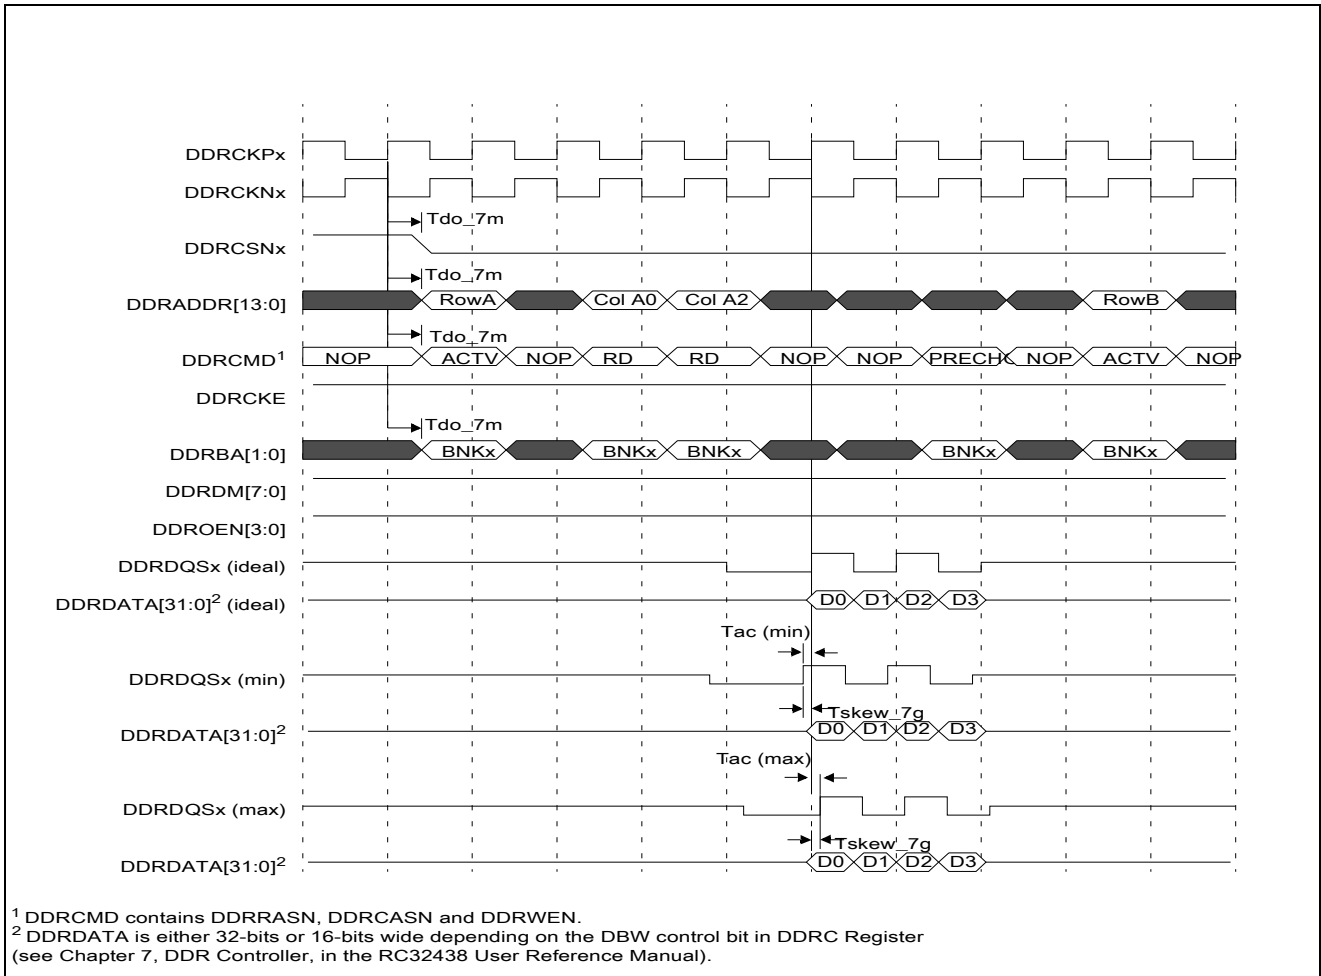 DDRCKPx
DDRCKNx
Tdo_7m
DDRCSNx
Tdo_7m
DDRADDR[13:0] RowA Col A0 Col A2 RowB
Tdo_7m
DDRCMD1 NOP ACTV NOP RD RD NOP NOP PRECHG NOP ACTV NOP
DDRCKE
Tdo_7m
DDRBA[1:0] BNKx BNKx BNKx BNKx BNKx
DDRDM[7:0]
DDROEN[3:0]
DDRDQSx (ideal)
DDRDATA[31:0]2 (ideal) D0 D1 D2 D3
Tac (min)
DDRDQSx (min)
Tskew_7g
DDRDATA[31:0]2 D0 D1 D2 D3
Tac (max)
DDRDQSx (max)
Tskew_7g
DDRDATA[31:0]2 D0 D1 D2 D3
1 DDRCMD contains DDRRASN, DDRCASN and DDRWEN.
2 DDRDATA is either 32-bits or 16-bits wide depending on the DBW control bit in DDRC Register
(see Chapter 7, DDR Controller, in the RC32438 User Reference Manual).